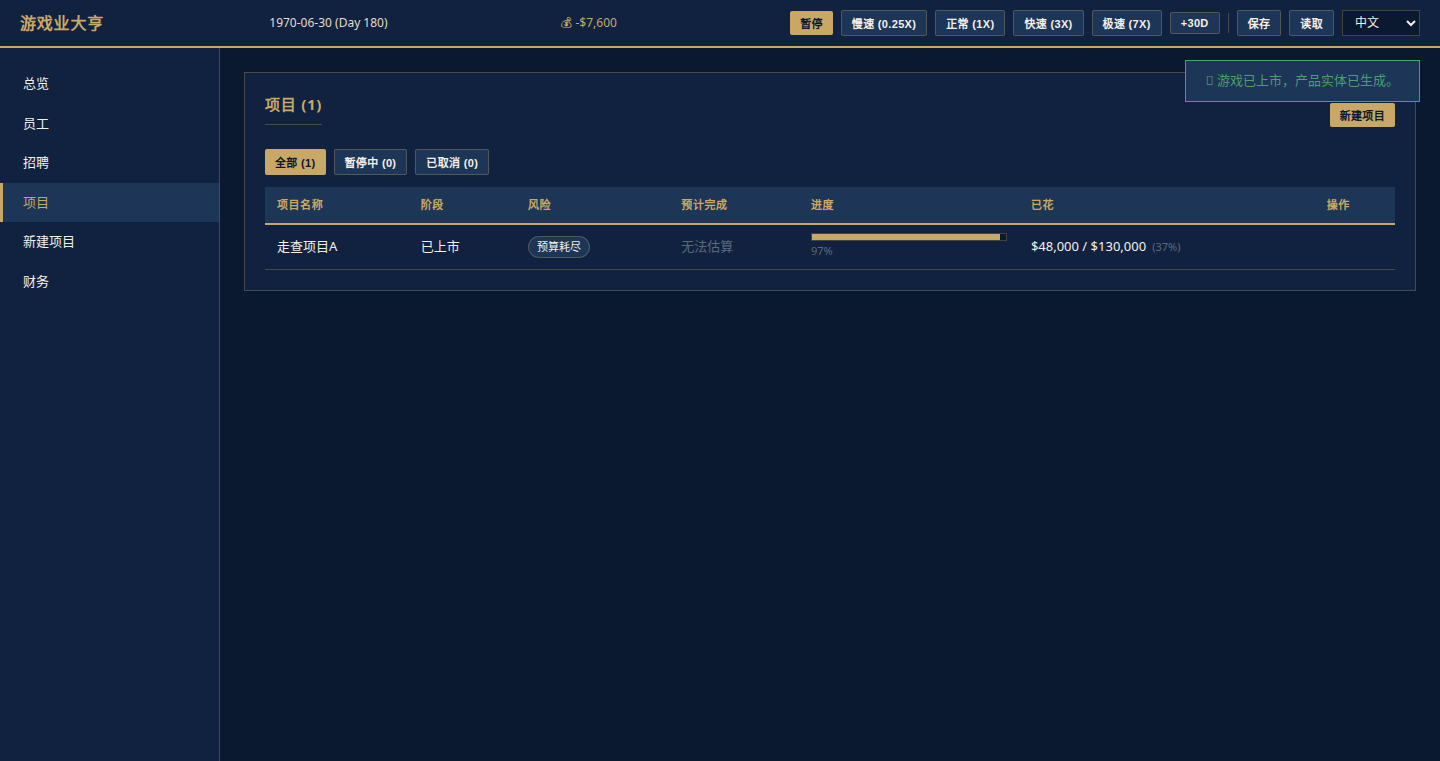 游戏业大亨
1970-06-30 (Day 180)
💰 -$7,600
暂停 慢速 (0.25X) 正常 (1X) 快速 (3X) 极速 (7X) +30D 保存 读取 中文
总览
员工
招聘
项目
新建项目
财务
游戏已上市，产品实体已生成。
项目 (1)
新建项目
全部 (1) 暂停中 (0) 已取消 (0)
项目名称 阶段 风险 预计完成 进度 已花 操作
走查项目A 已上市 预算耗尽 无法估算 97% $48,000 / $130,000 (37%)